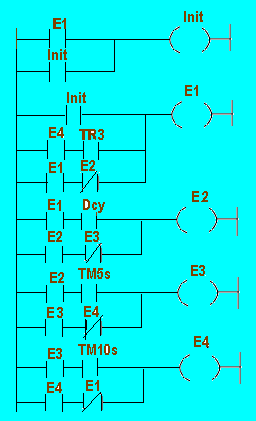 E1 Init
Init
Init E1
E4 TR3
E1 E2
E1 Dcy E2
E2 E3
E2 TM5s E3
E3 E4
E3 TM10s E4
E4 E1